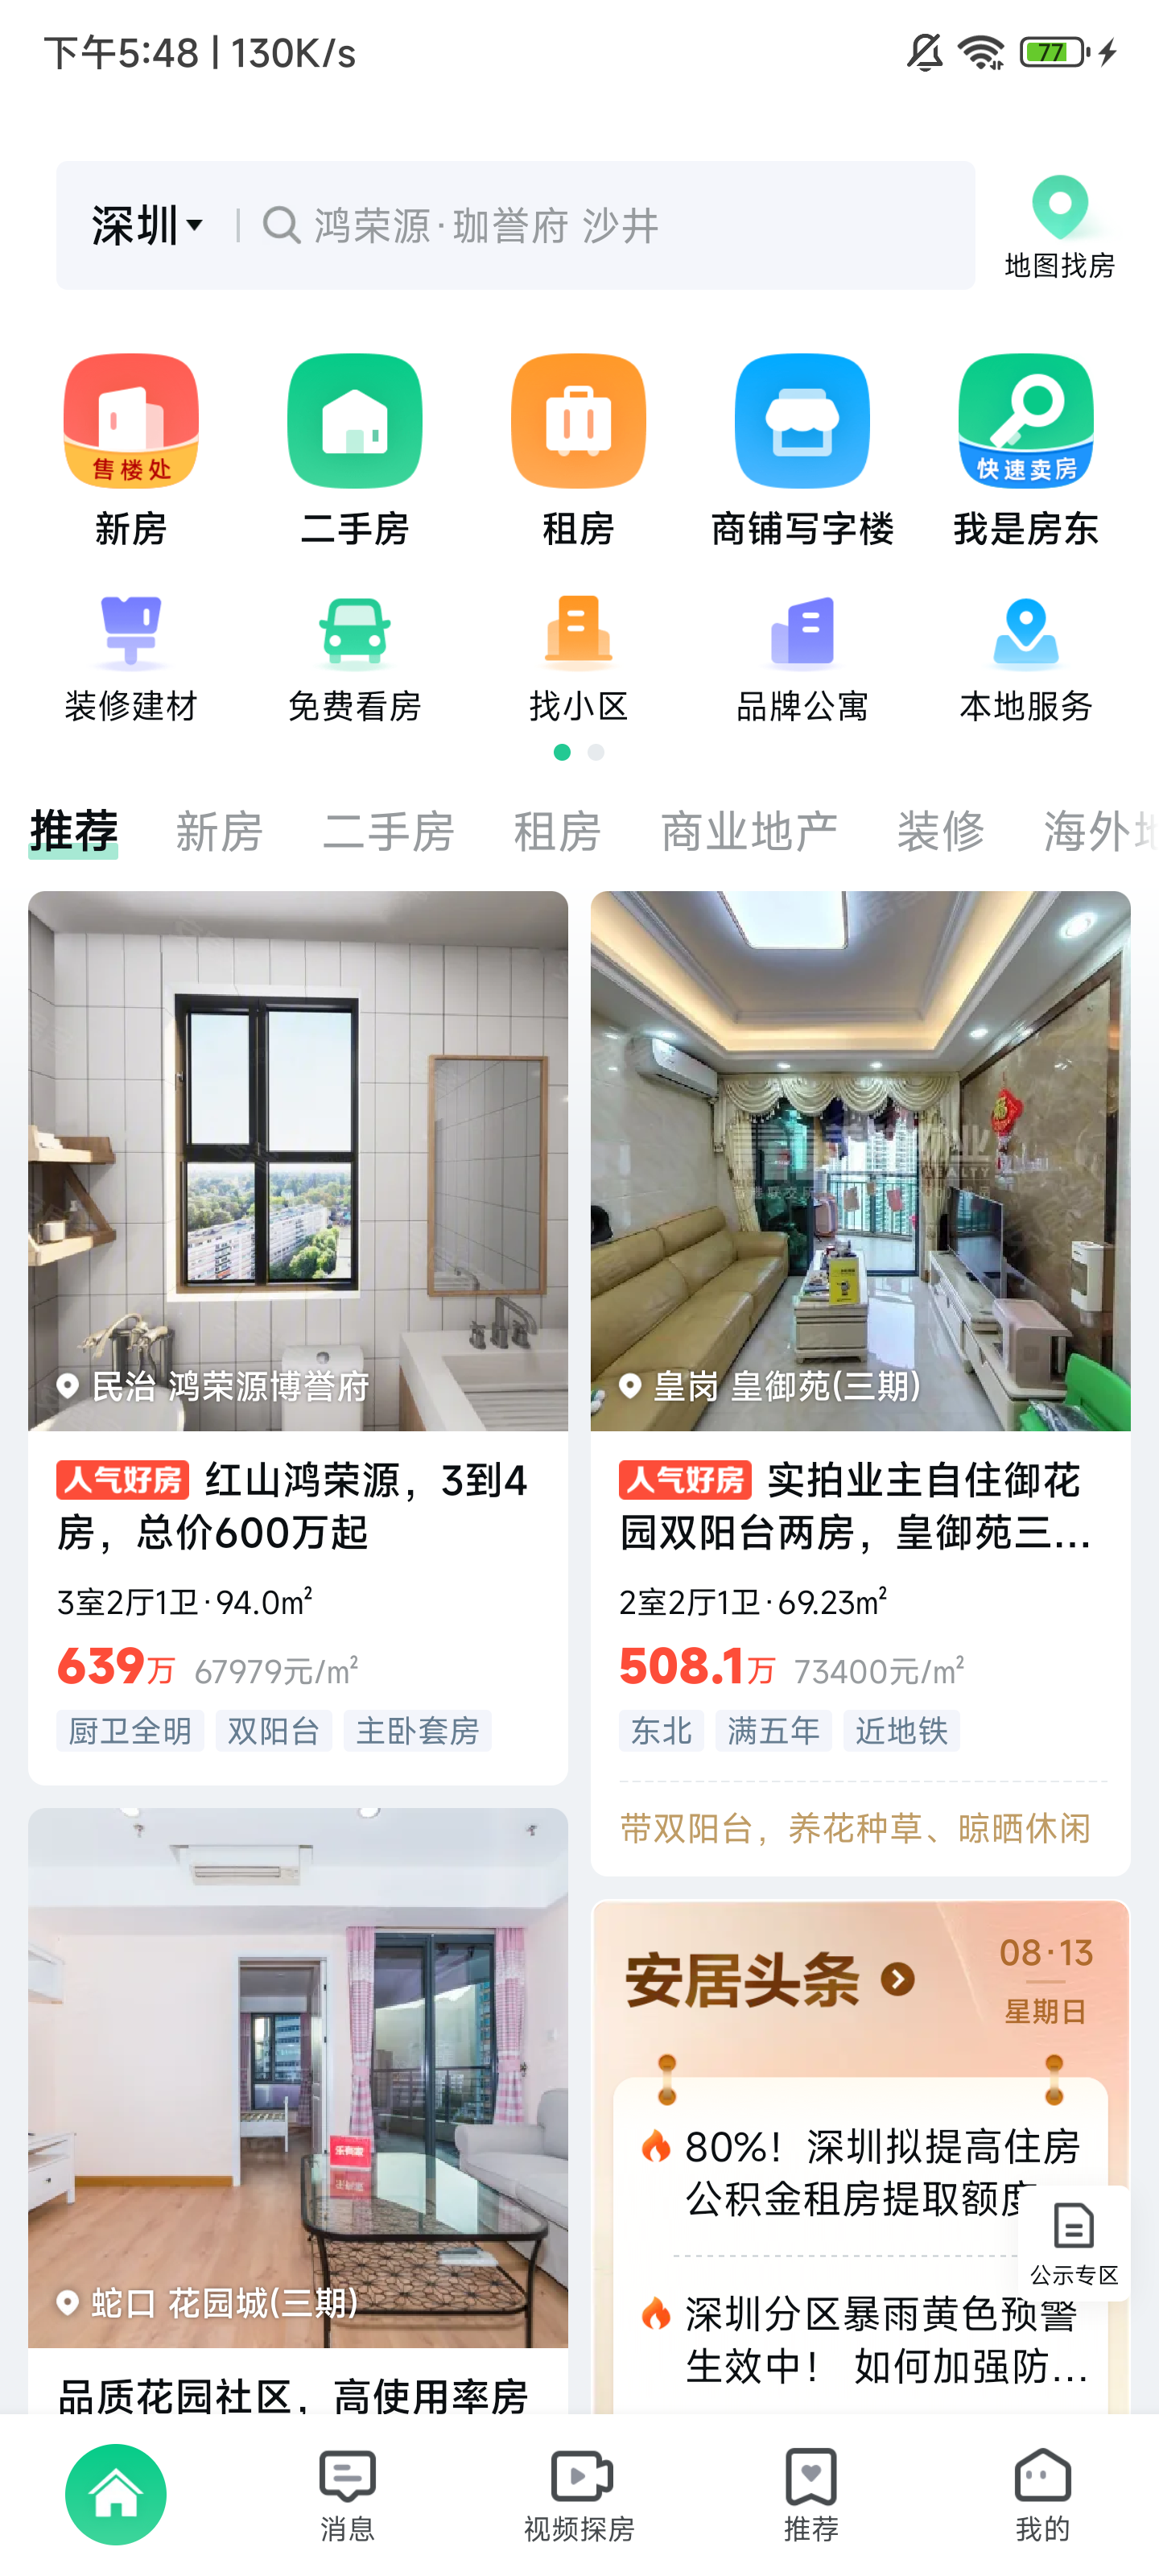 下午5:48 | 130K/s
77
深圳
鸿荣源·珈誉府 沙井
地图找房
售楼处
快速卖房
新房
二手房
租房
商铺写字楼
我是房东
装修建材
免费看房
找小区
品牌公寓
本地服务
推荐
新房
二手房
租房
商业地产
装修
海外
民治 鸿荣源博誉府
人气好房 红山鸿荣源，3到4
房，总价600万起
3室2厅1卫·94.0m²
639万 67979元/m²
厨卫全明 双阳台 主卧套房
皇岗 皇御苑(三期)
人气好房 实拍业主自住御花
园双阳台两房，皇御苑三...
2室2厅1卫·69.23m²
508.1万 73400元/m²
东北 满五年 近地铁
带双阳台，养花种草、晾晒休闲
乐有家
蛇口 花园城(三期)
品质花园社区，高使用率房
安居头条
08·13
星期日
80%！深圳拟提高住房
公积金租房提取额度
深圳分区暴雨黄色预警
生效中！ 如何加强防...
公示专区
消息
视频探房
推荐
我的